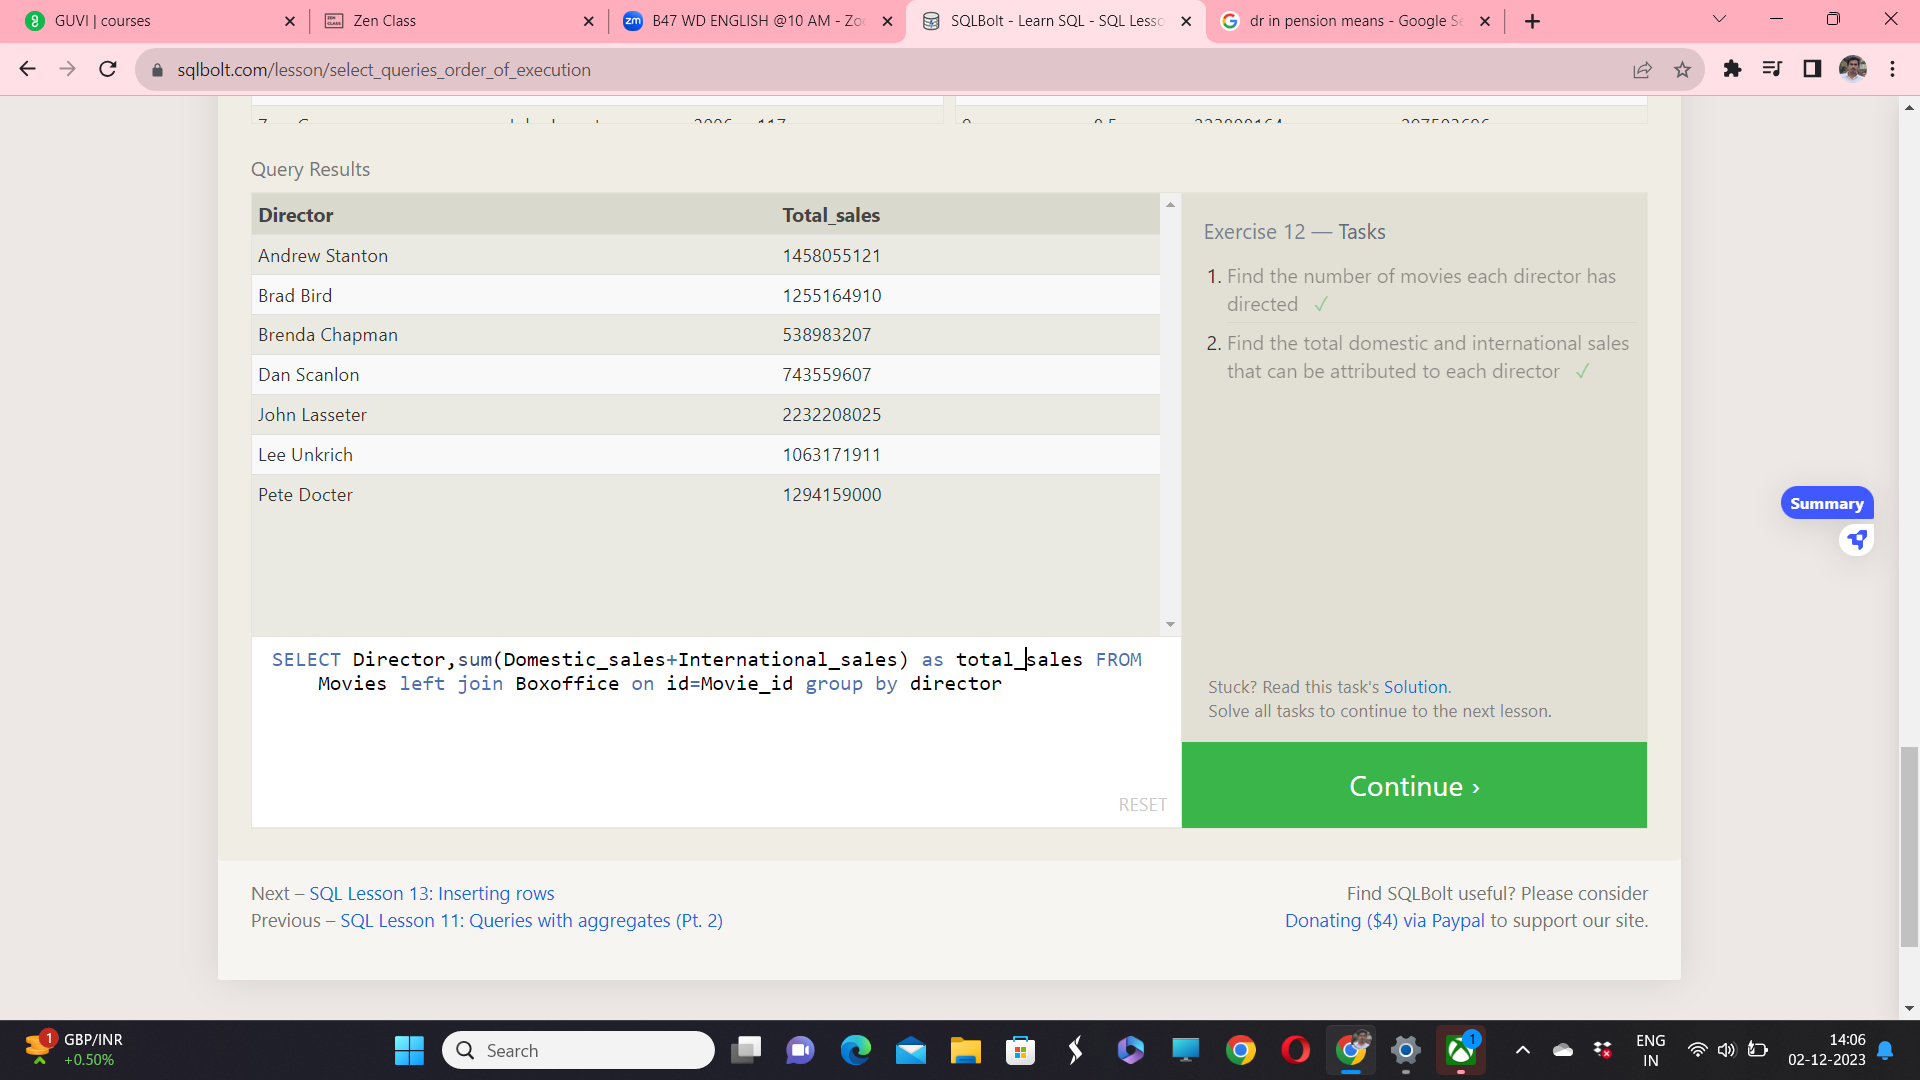 GUVI | courses
Zen Class
B47 WD ENGLISH @10 AM - Zo
SQLBolt - Learn SQL - SQL Lesso
dr in pension means - Google Se
sqlbolt.com/lesson/select_queries_order_of_execution
Query Results
Director Total_sales
Andrew Stanton 1458055121
Brad Bird 1255164910
Brenda Chapman 538983207
Dan Scanlon 743559607
John Lasseter 2232208025
Lee Unkrich 1063171911
Pete Docter 1294159000
Exercise 12 — Tasks
1. Find the number of movies each director has
directed ✓
2. Find the total domestic and international sales
that can be attributed to each director ✓
Summary
SELECT Director,sum(Domestic_sales+International_sales) as total_sales FROM
Movies left join Boxoffice on id=Movie_id group by director
RESET
Stuck? Read this task's Solution.
Solve all tasks to continue to the next lesson.
Continue ›
Next – SQL Lesson 13: Inserting rows
Previous – SQL Lesson 11: Queries with aggregates (Pt. 2)
Find SQLBolt useful? Please consider
Donating ($4) via Paypal to support our site.
1
GBP/INR
+0.50%
Search
zm
1
ENG
IN
14:06
02-12-2023